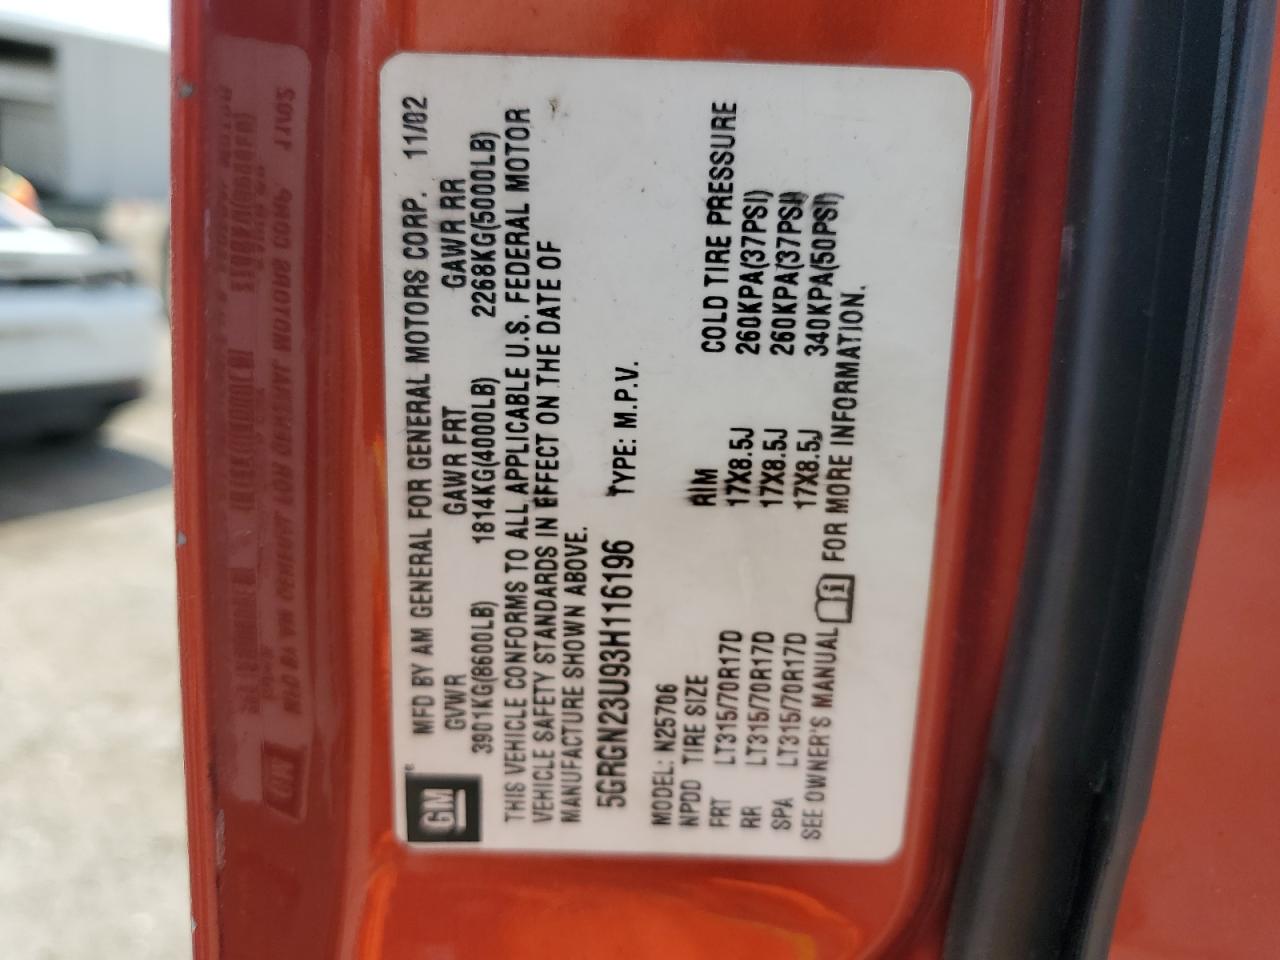 GM
MFD BY AM GENERAL FOR GENERAL MOTORS CORP. 11/02
GVWR GAWR FRT GAWR RR
3901KG(8600LB) 1814KG(4000LB) 2268KG(5000LB)
THIS VEHICLE CONFORMS TO ALL APPLICABLE U.S. FEDERAL MOTOR
VEHICLE SAFETY STANDARDS IN EFFECT ON THE DATE OF
MANUFACTURE SHOWN ABOVE.
5GRGN23U93H116196 TYPE: M.P.V.
MODEL: N25706
NPDD TIRE SIZE RIM COLD TIRE PRESSURE
FRT LT315/70R17D 17X8.5J 260KPA(37PSI)
RR LT315/70R17D 17X8.5J 260KPA(37PSI)
SPA LT315/70R17D 17X8.5J 340KPA(50PSI)
SEE OWNER'S MANUAL i FOR MORE INFORMATION.